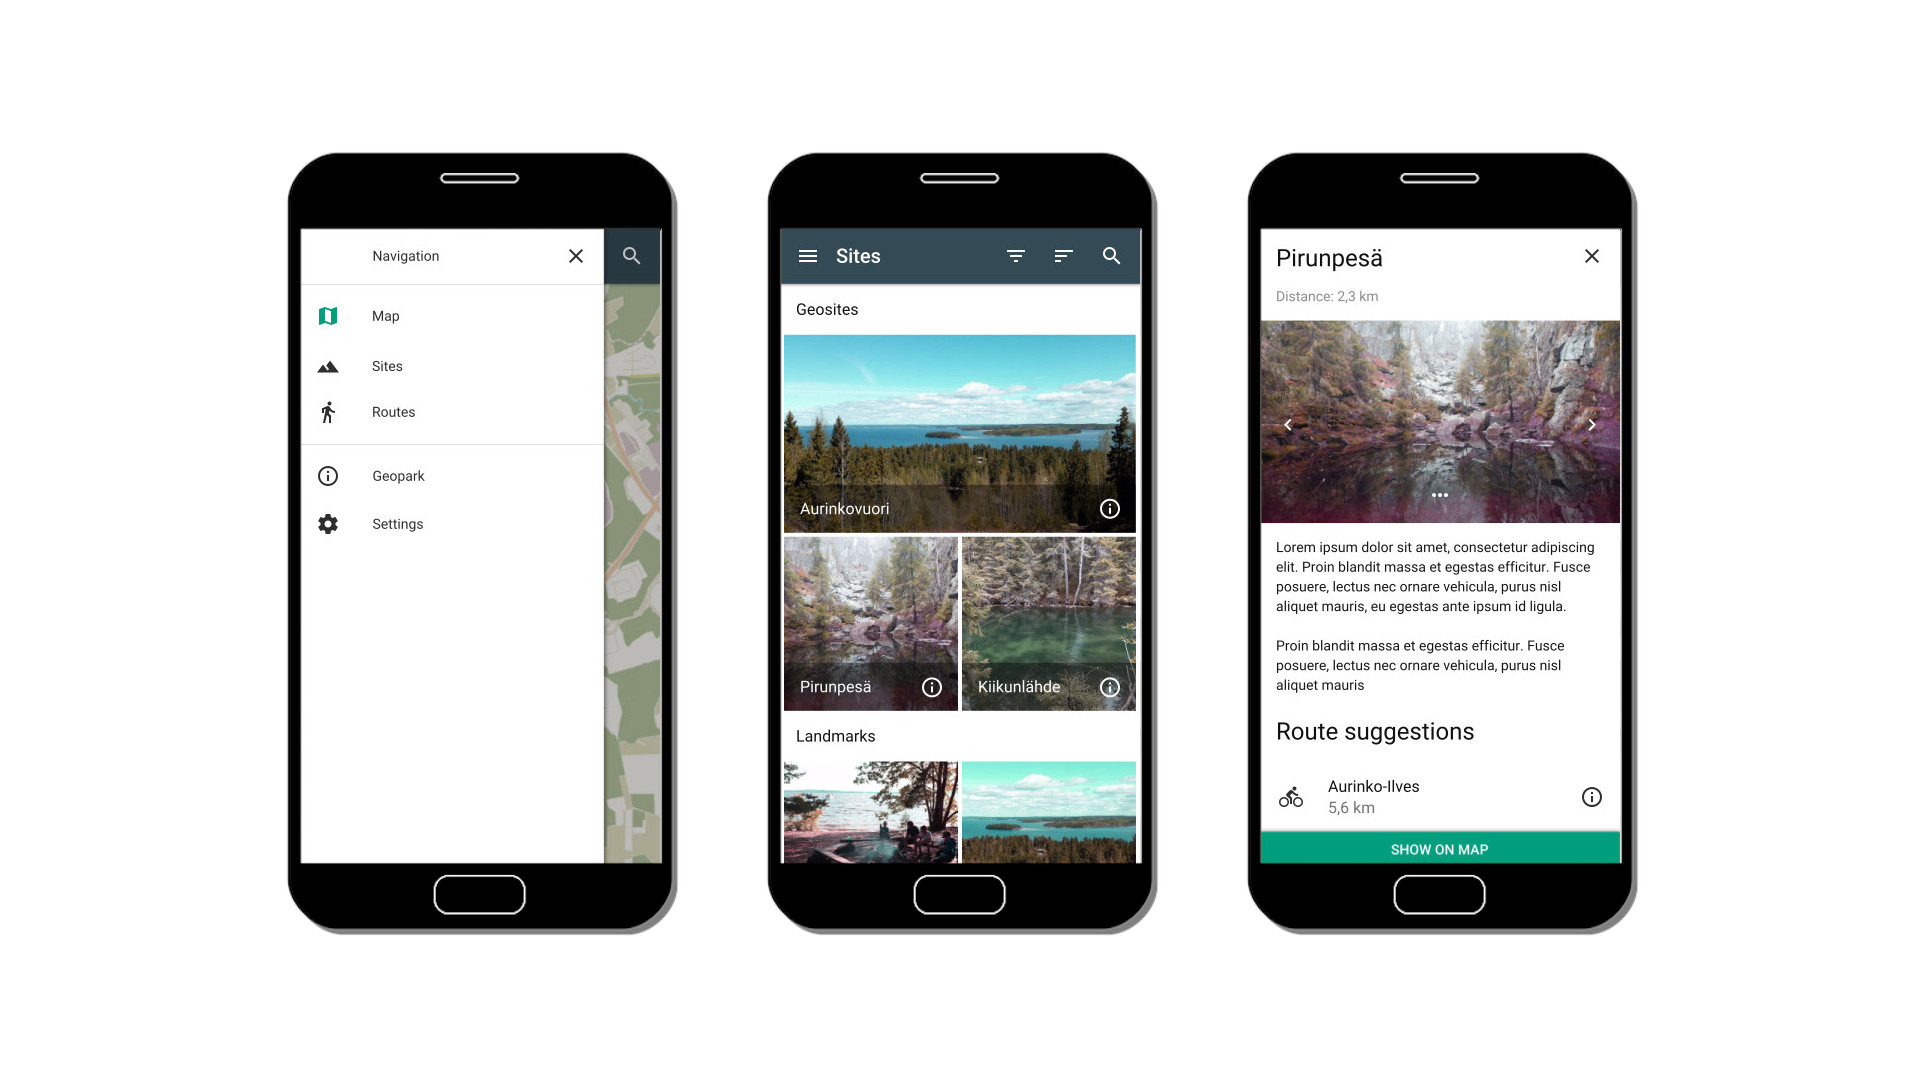 Navigation
Map
Sites
Routes
Geopark
Settings
Sites
Geosites
Aurinkovuori
Pirunpesä
Kiikunlähde
Landmarks
Pirunpesä
Distance: 2,3 km
Lorem ipsum dolor sit amet, consectetur adipiscing
elit. Proin blandit massa et egestas efficitur. Fusce
posuere, lectus nec ornare vehicula, purus nisl
aliquet mauris, eu egestas ante ipsum id ligula.
Proin blandit massa et egestas efficitur. Fusce
posuere, lectus nec ornare vehicula, purus nisl
aliquet mauris
Route suggestions
Aurinko-Ilves
5,6 km
SHOW ON MAP